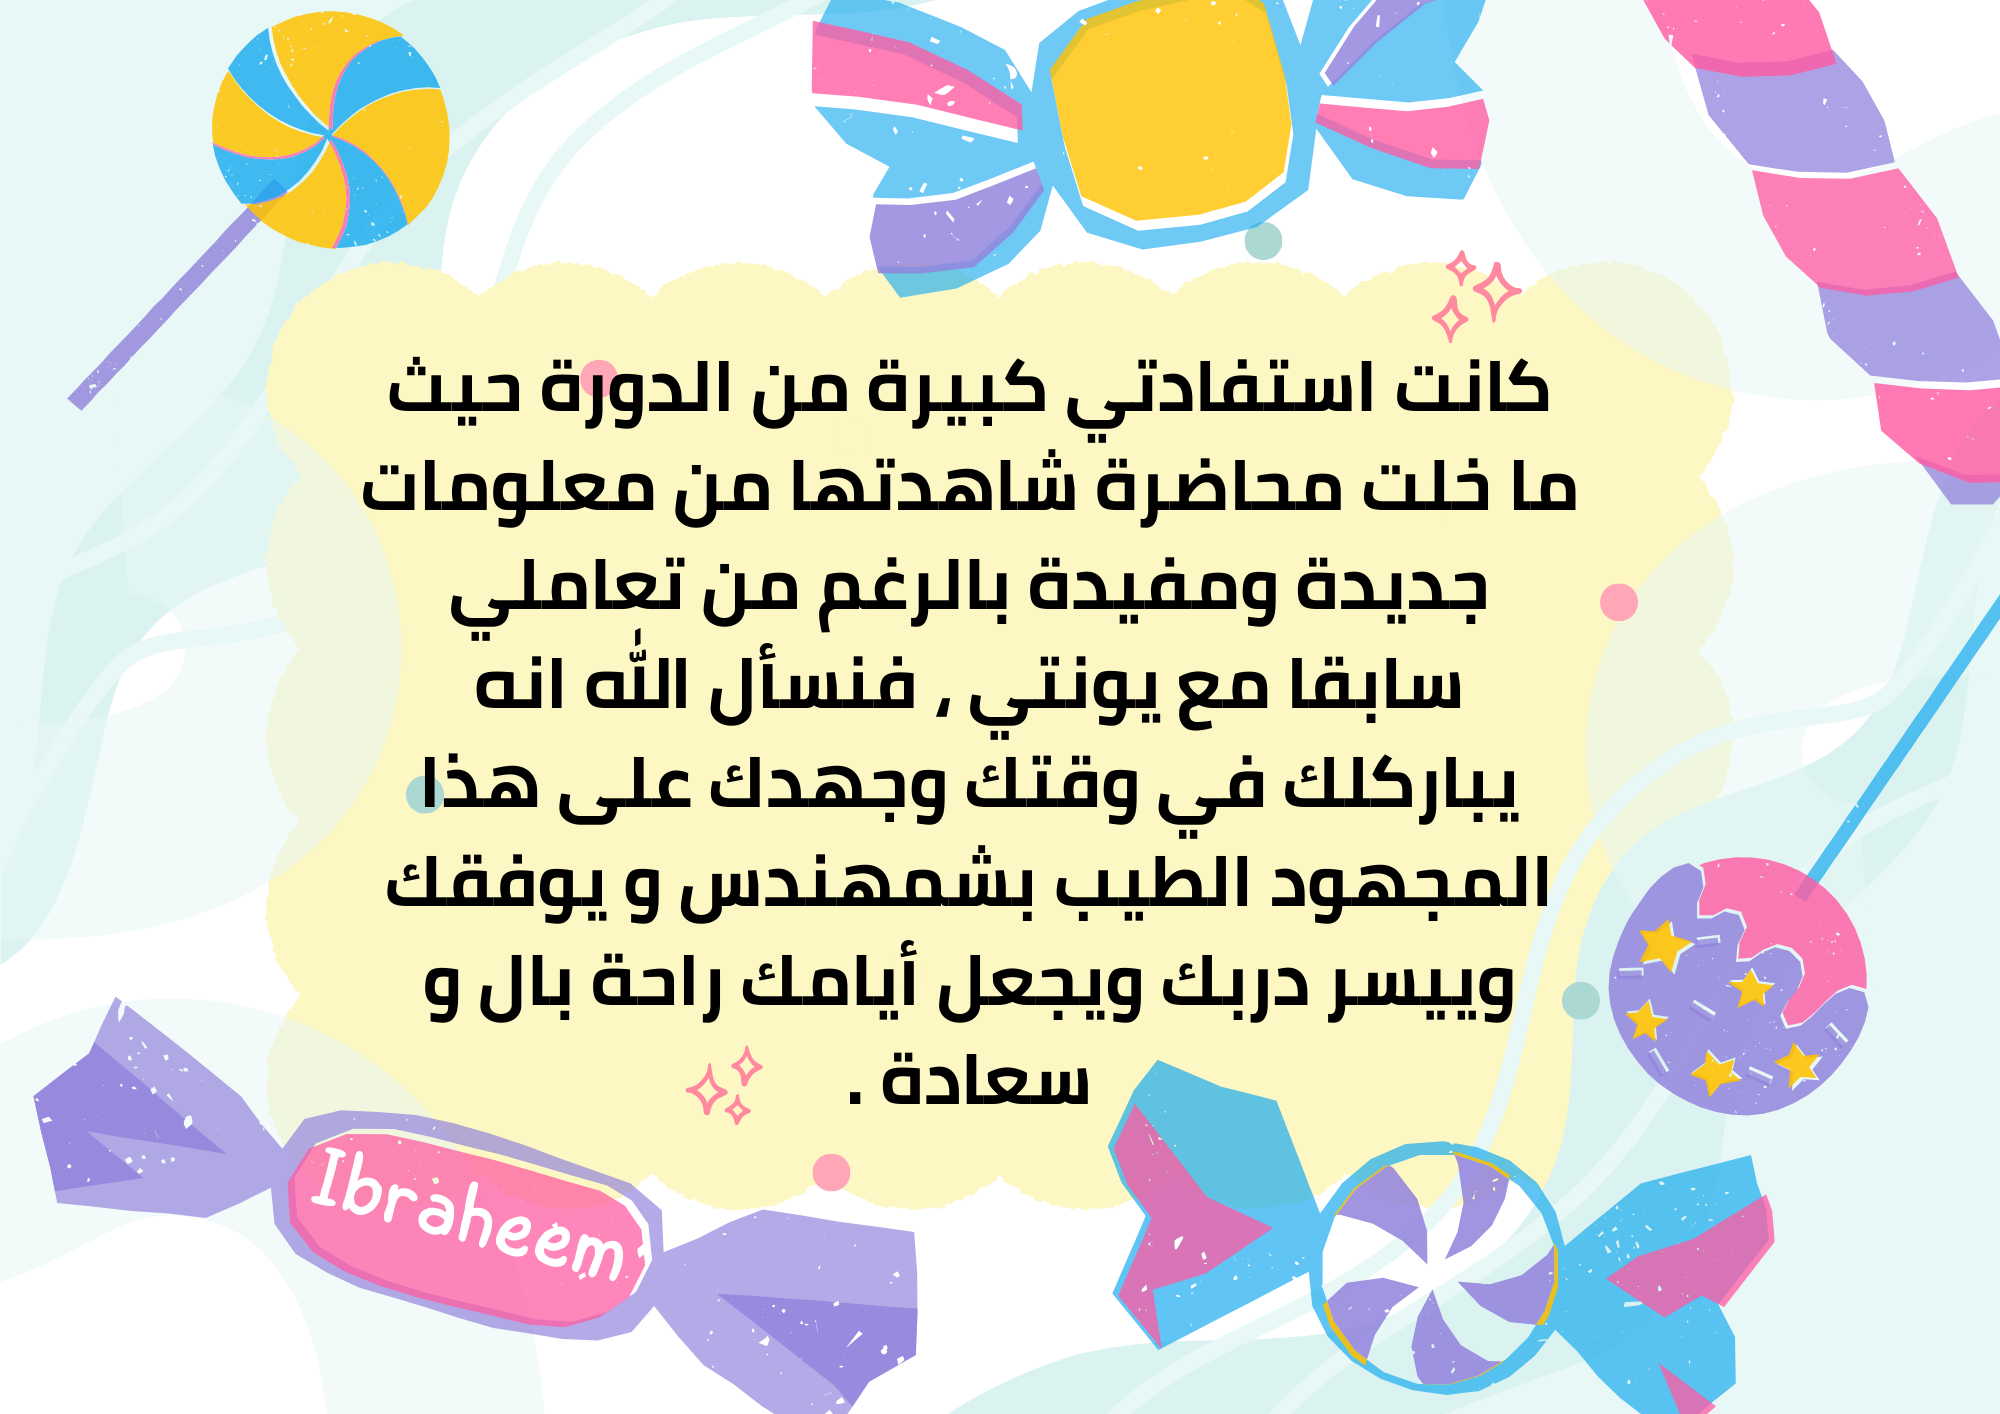 كانت استفادتي كبيرة من الدورة حيث
ما خلت محاضرة شاهدتها من معلومات
جديدة ومفيدة بالرغم من تعاملي
سابقا مع يونتي , فنسأل الله انه
يباركلك في وقتك وجهدك على هذا
المجهود الطيب بشمهندس و يوفقك
وييسر دربك ويجعل أيامك راحة بال و
سعادة .
Ibraheem